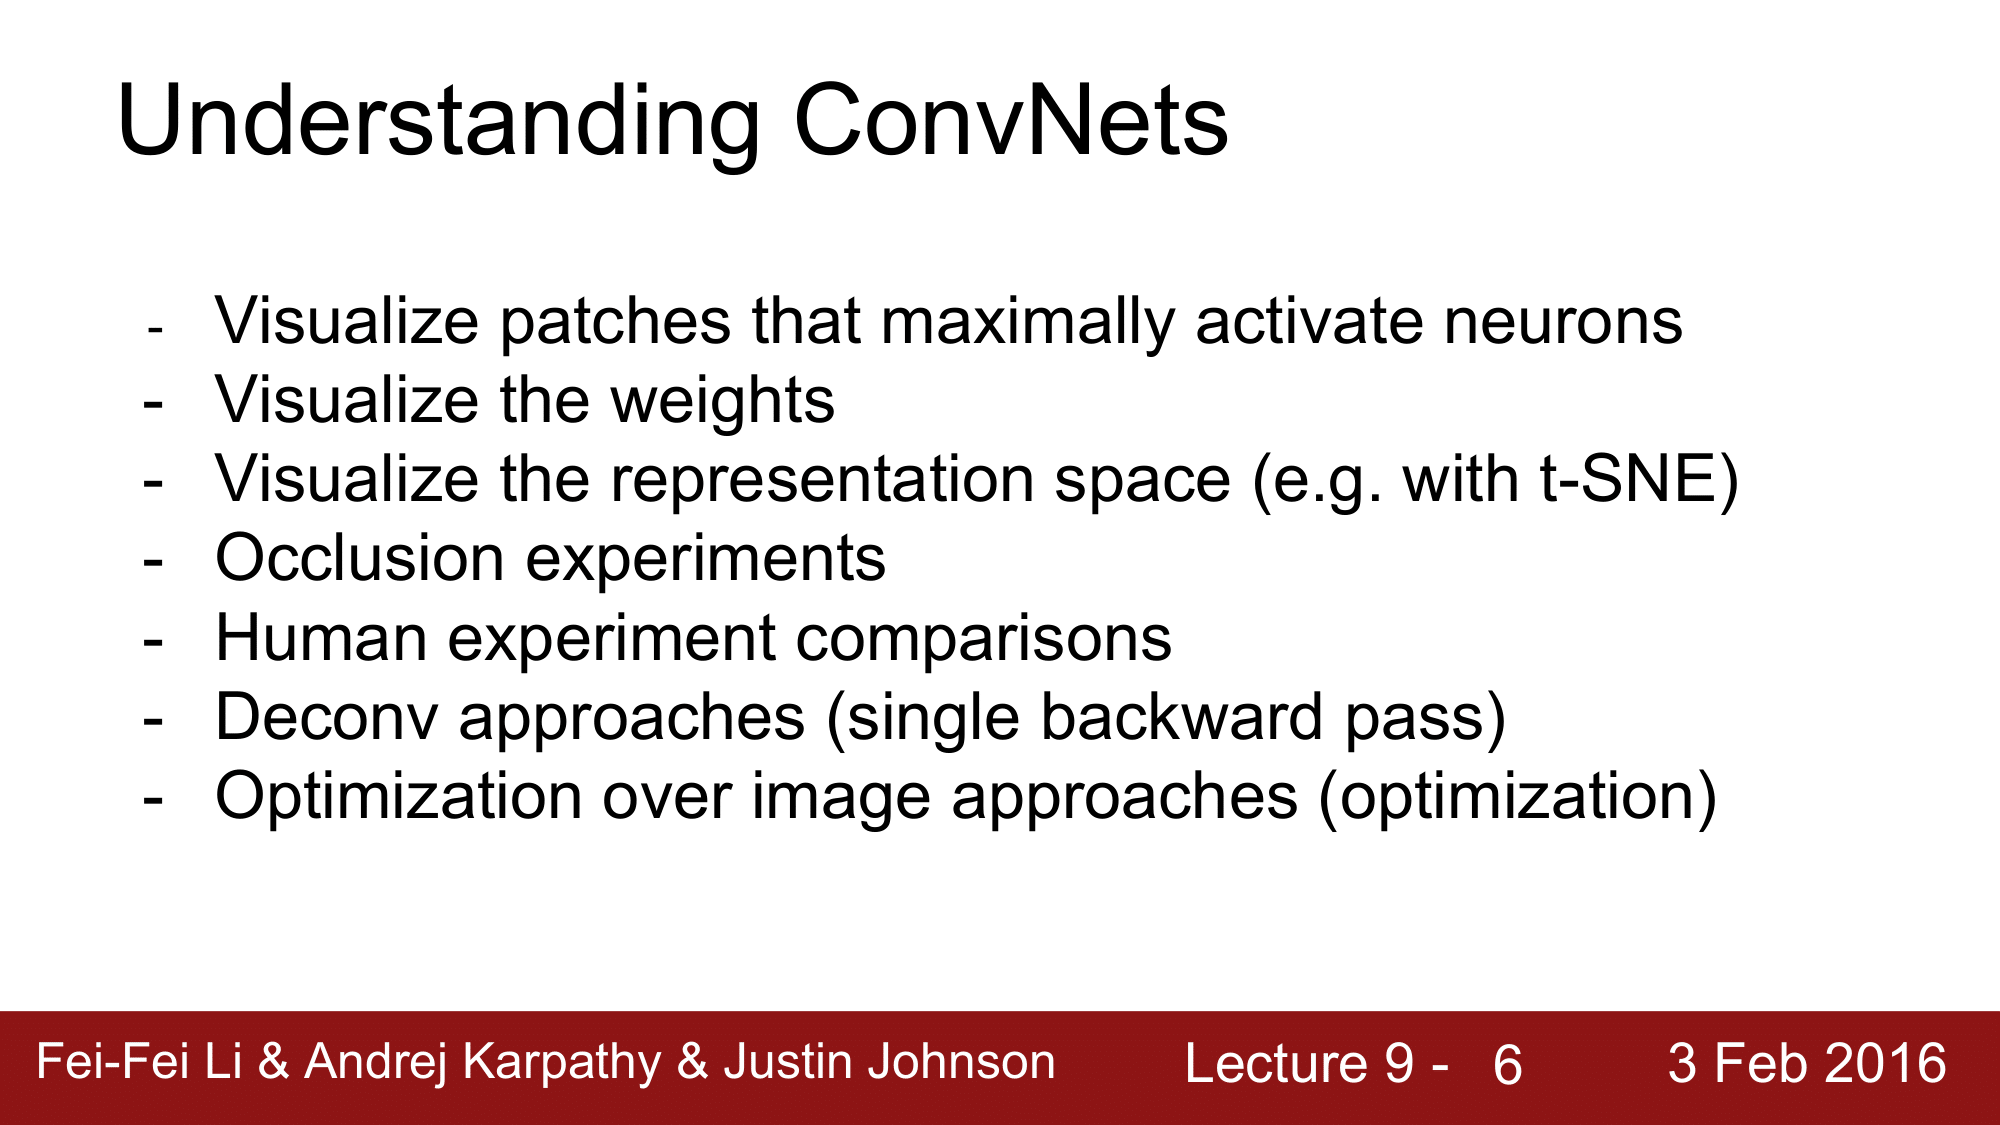 Understanding ConvNets
- Visualize patches that maximally activate neurons
- Visualize the weights
- Visualize the representation space (e.g. with t-SNE)
- Occlusion experiments
- Human experiment comparisons
- Deconv approaches (single backward pass)
- Optimization over image approaches (optimization)
Fei-Fei Li & Andrej Karpathy & Justin Johnson Lecture 9 - 6 3 Feb 2016